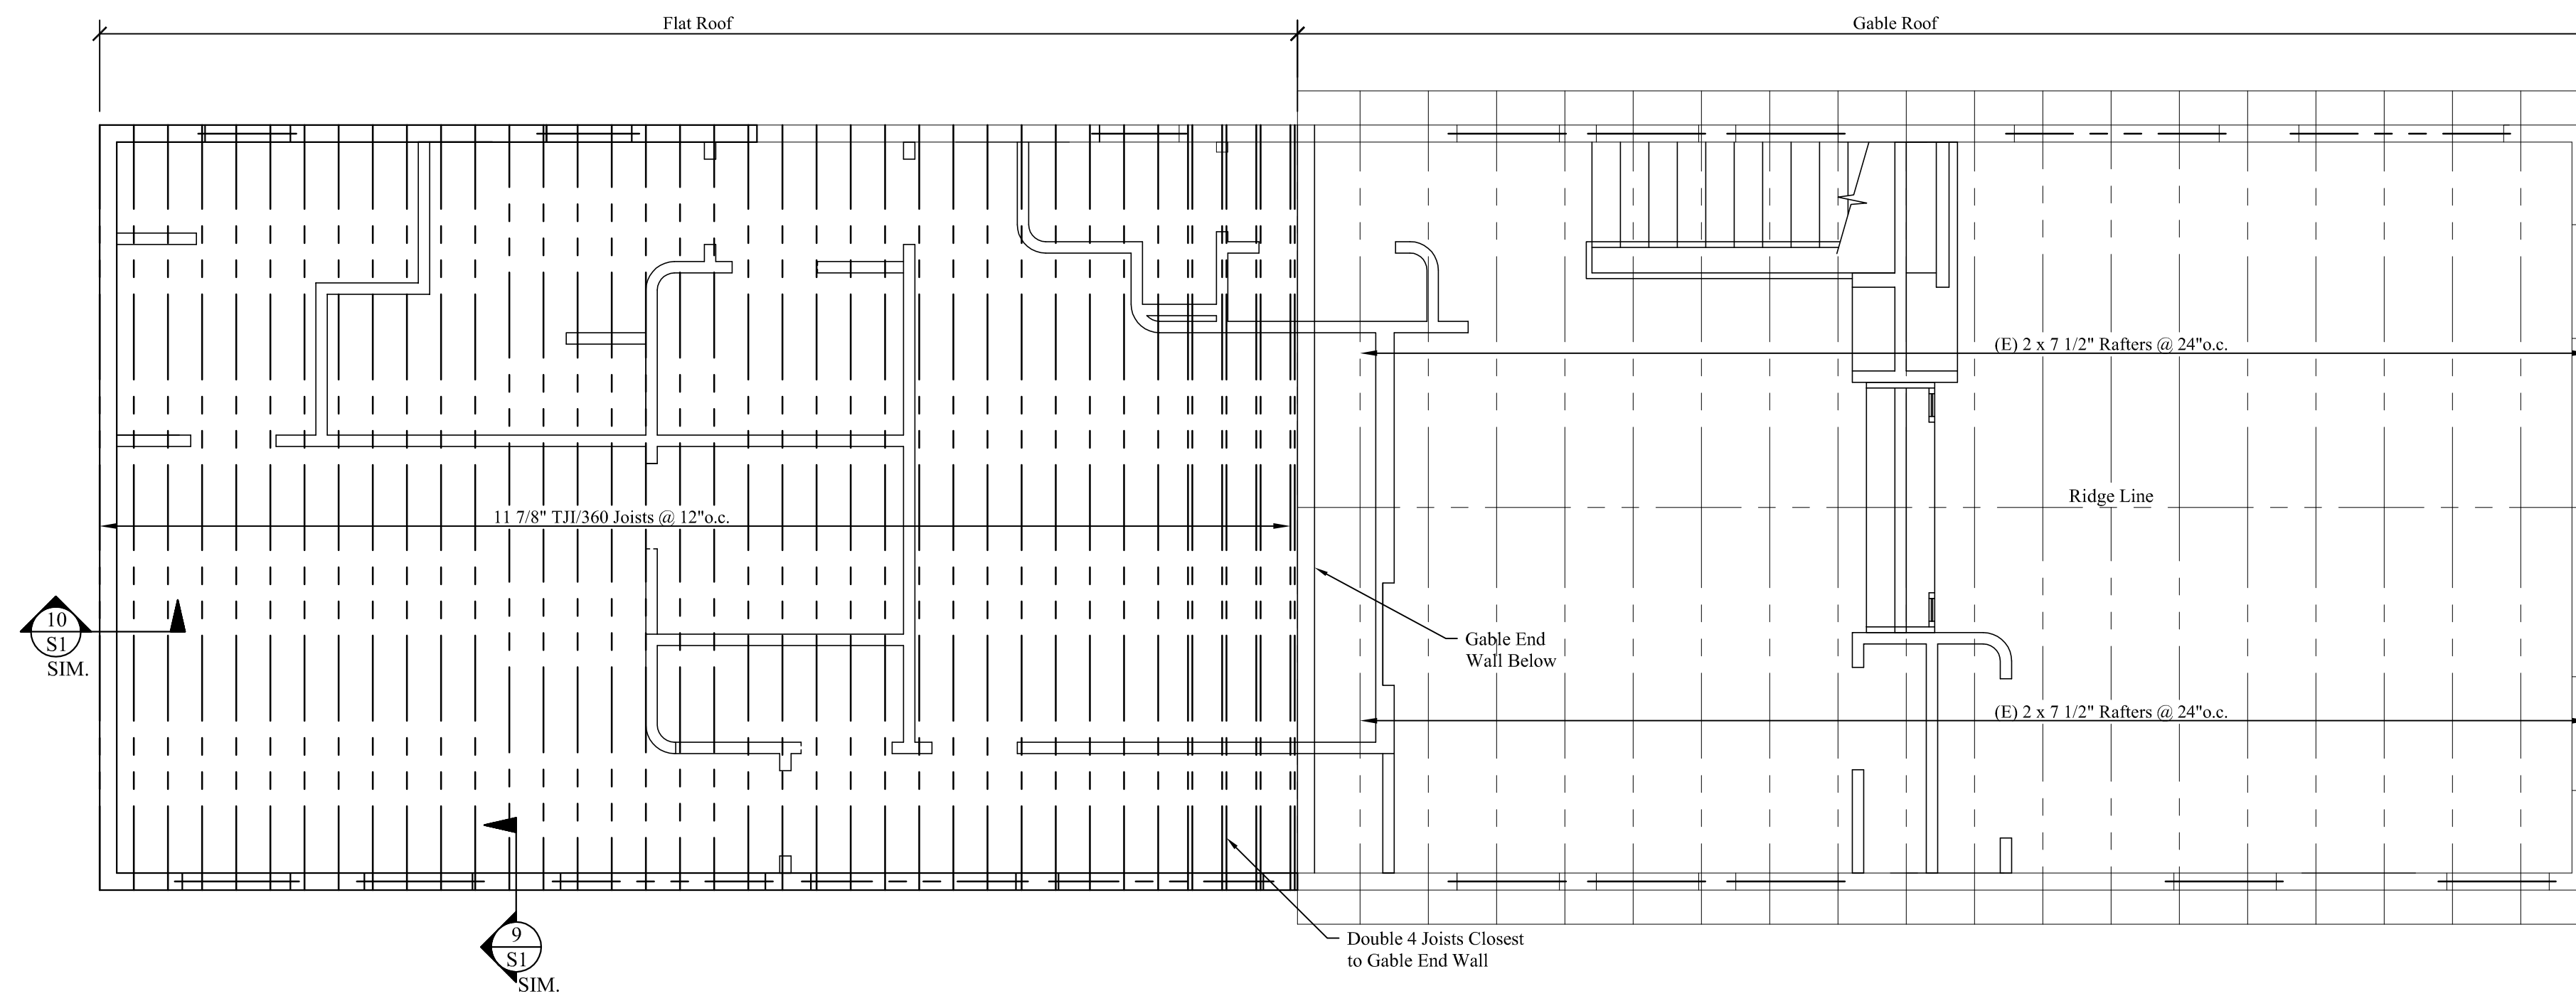 Flat Roof
Gable Roof
(E) 2 x 7 1/2" Rafters @ 24"o.c.
Ridge Line
11 7/8" TJI/360 Joists @ 12"o.c.
10
S1
SIM.
Gable End
Wall Below
(E) 2 x 7 1/2" Rafters @ 24"o.c.
9
S1
SIM.
Double 4 Joists Closest
to Gable End Wall